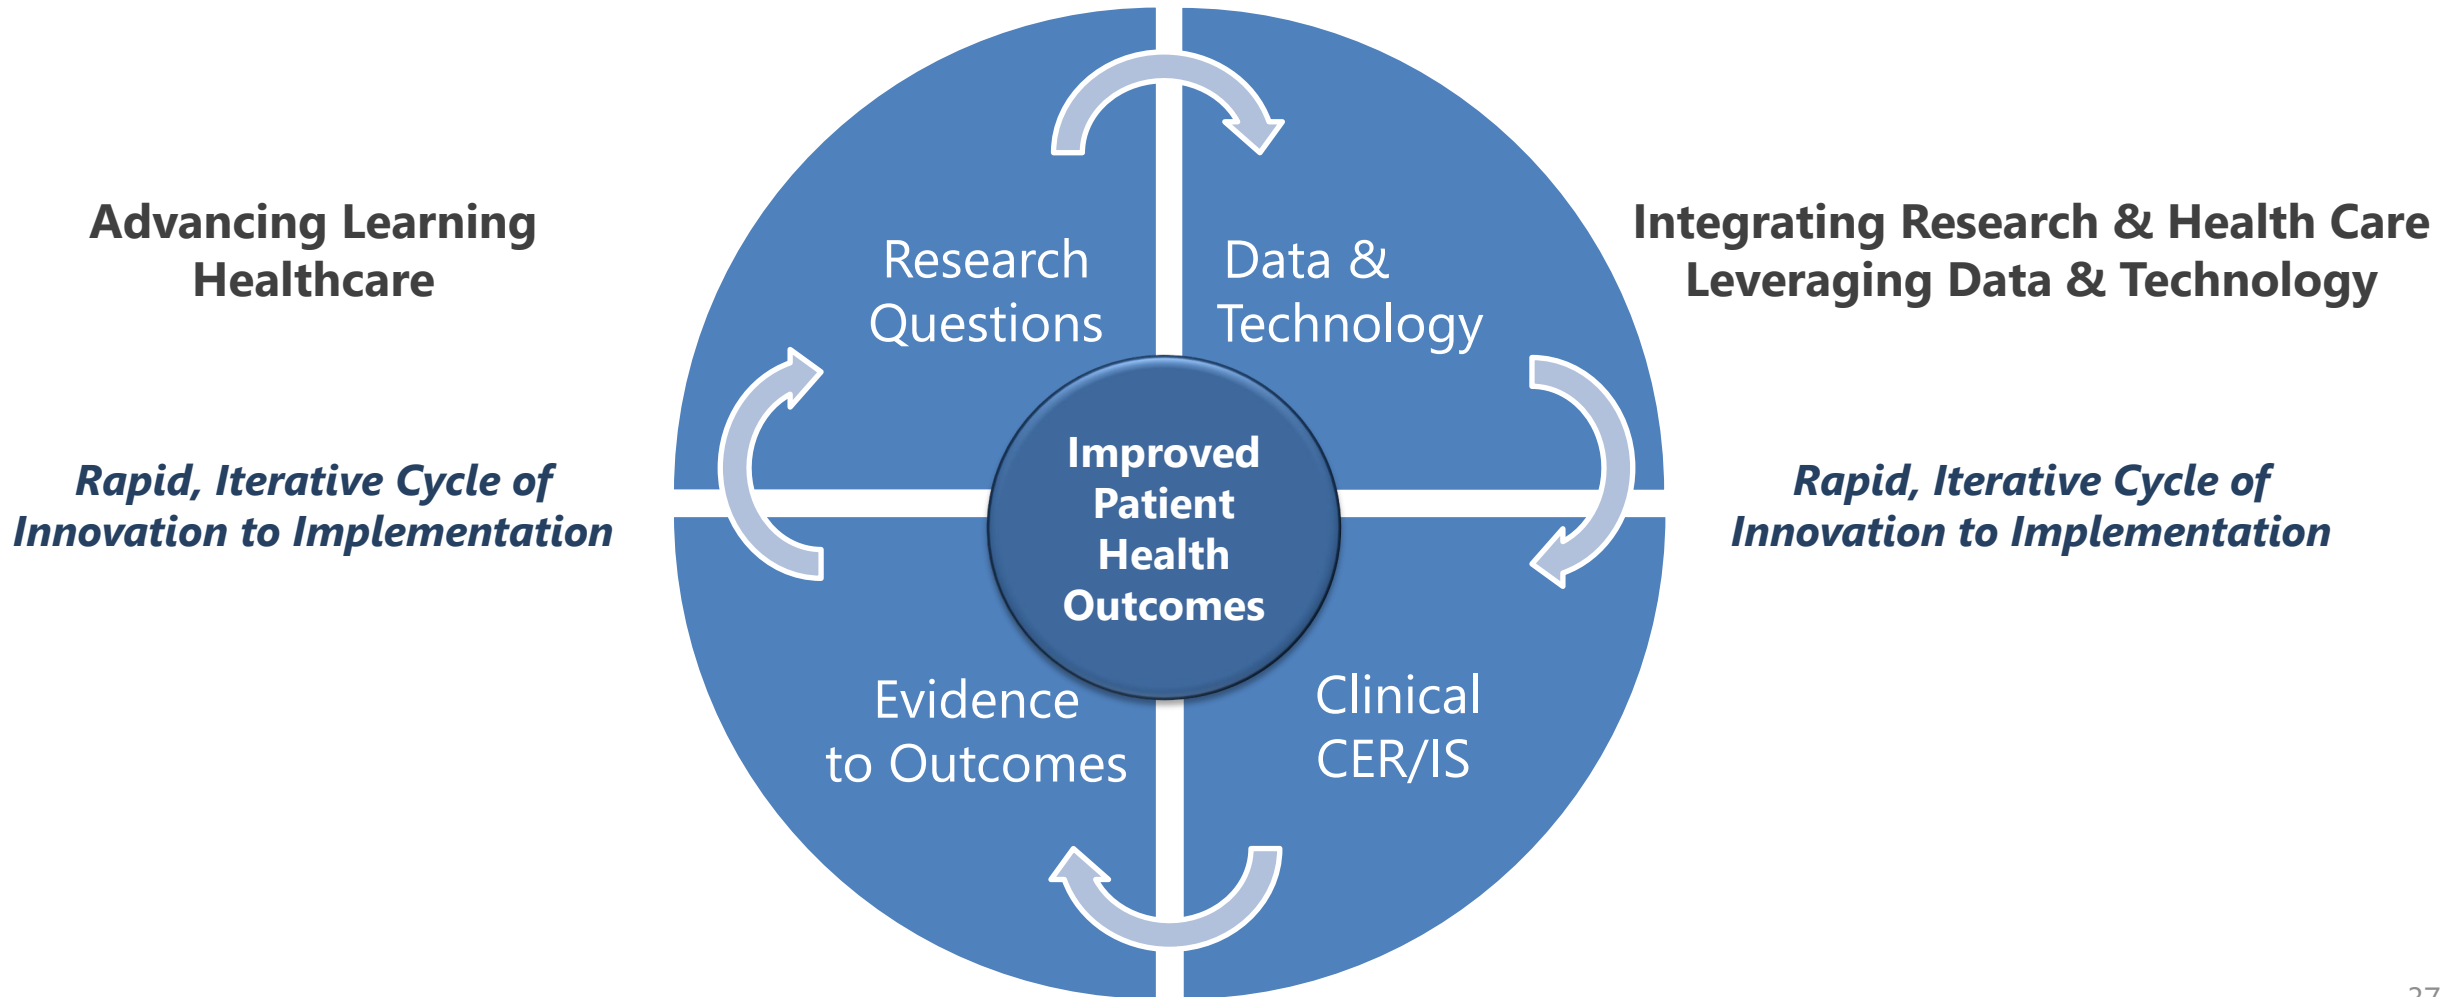 Advancing Learning
Healthcare
Rapid, Iterative Cycle of
Innovation to Implementation
Research
Questions
Data &
Technology
Improved
Patient
Health
Outcomes
Evidence
to Outcomes
Clinical
CER/IS
Integrating Research & Health Care
Leveraging Data & Technology
Rapid, Iterative Cycle of
Innovation to Implementation